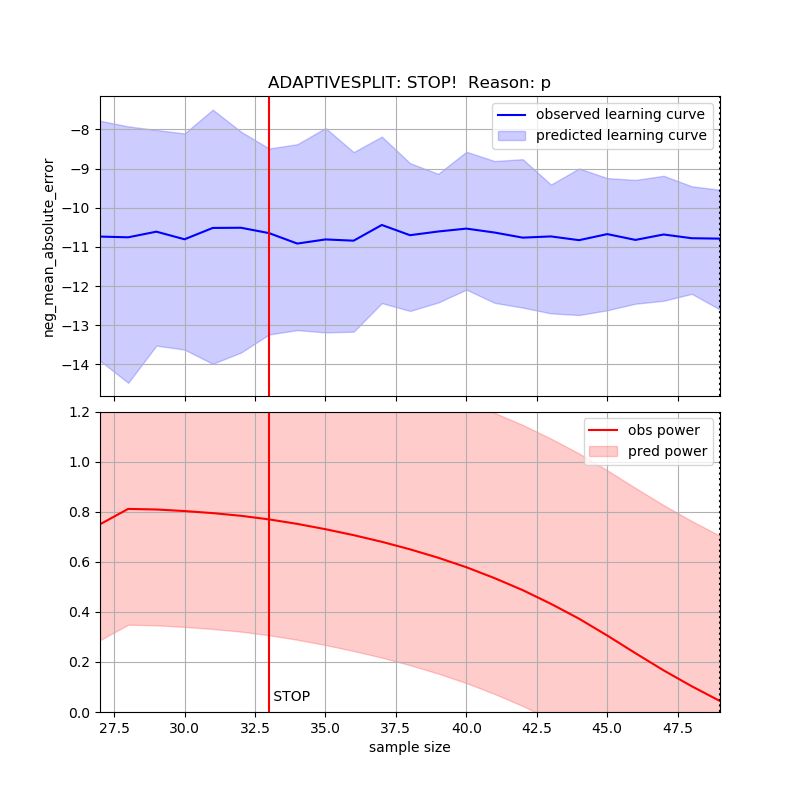 ADAPTIVESPLIT: STOP!  Reason: p
observed learning curve
predicted learning curve
neg_mean_absolute_error
−8
−9
−10
−11
−12
−13
−14
obs power
pred power
1.2
1.0
0.8
0.6
0.4
0.2
0.0
STOP
27.5 30.0 32.5 35.0 37.5 40.0 42.5 45.0 47.5
sample size